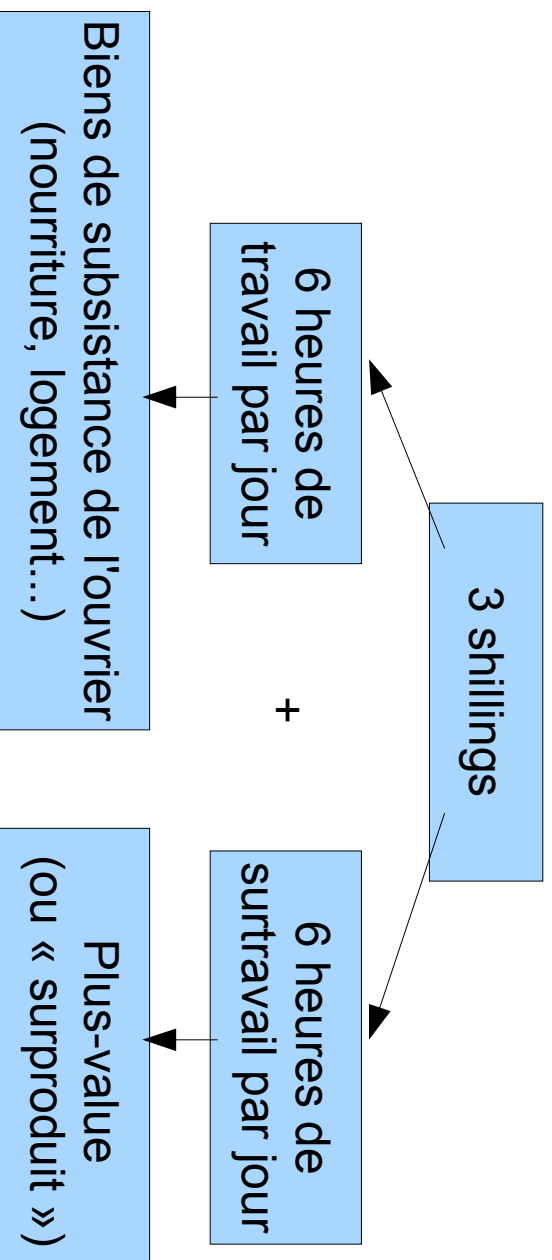 3 shillings
6 heures de
travail par jour
+
6 heures de
surtravail par jour
Biens de subsistance de l'ouvrier
(nourriture, logement...)
Plus-value
(ou « surproduit »)